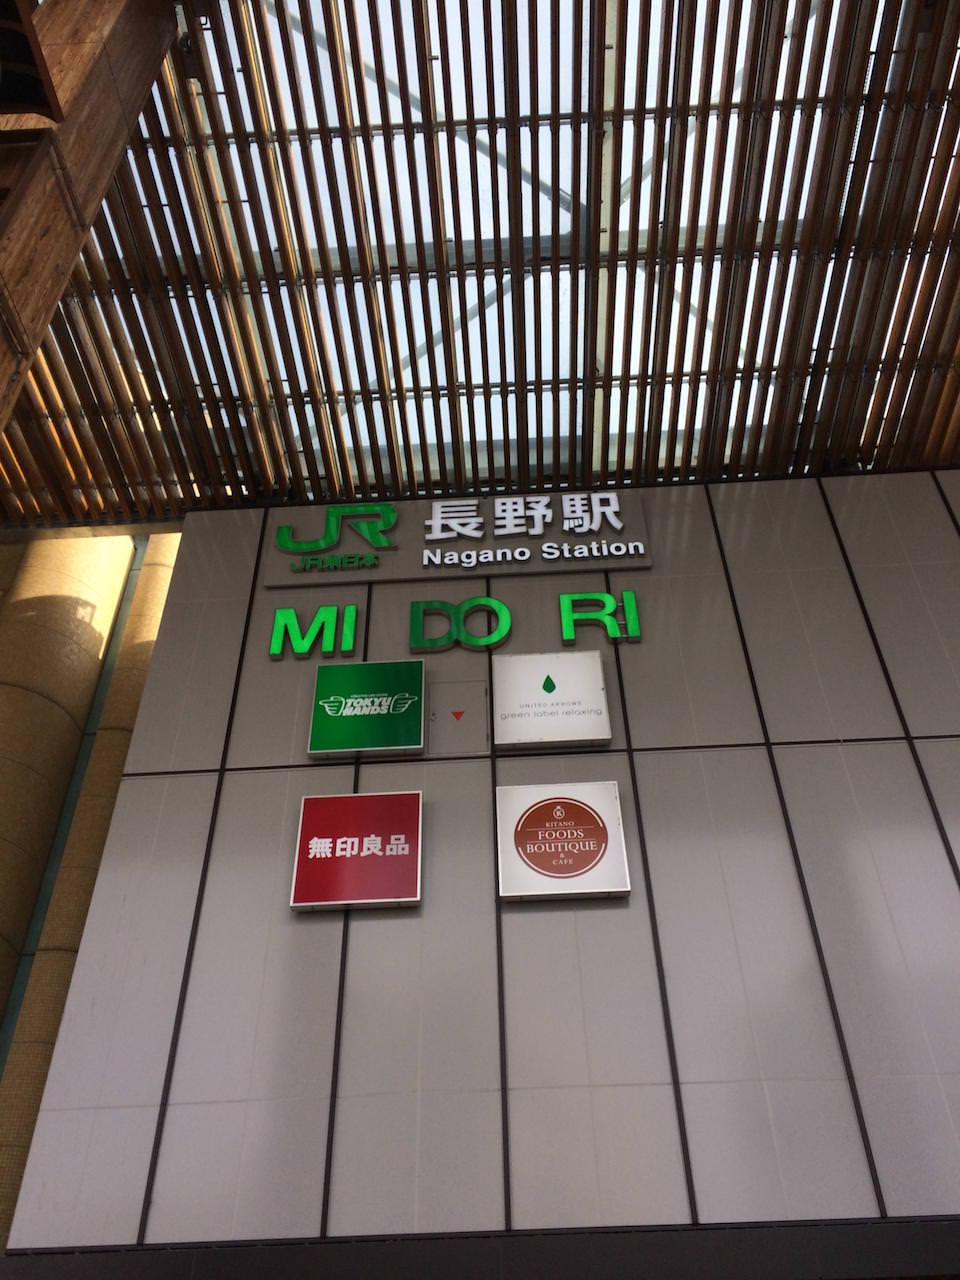 JR 長野駅
JR東日本 Nagano Station
MIDORI
TOKYU
HANDS
UNITED ARROWS
green label relaxing
無印良品
K
KITANO
FOODS
BOUTIQUE
&
CAFE